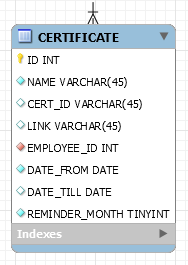 CERTIFICATE
ID INT
NAME VARCHAR(45)
CERT_ID VARCHAR(45)
LINK VARCHAR(45)
EMPLOYEE_ID INT
DATE_FROM DATE
DATE_TILL DATE
REMINDER_MONTH TINYINT
Indexes